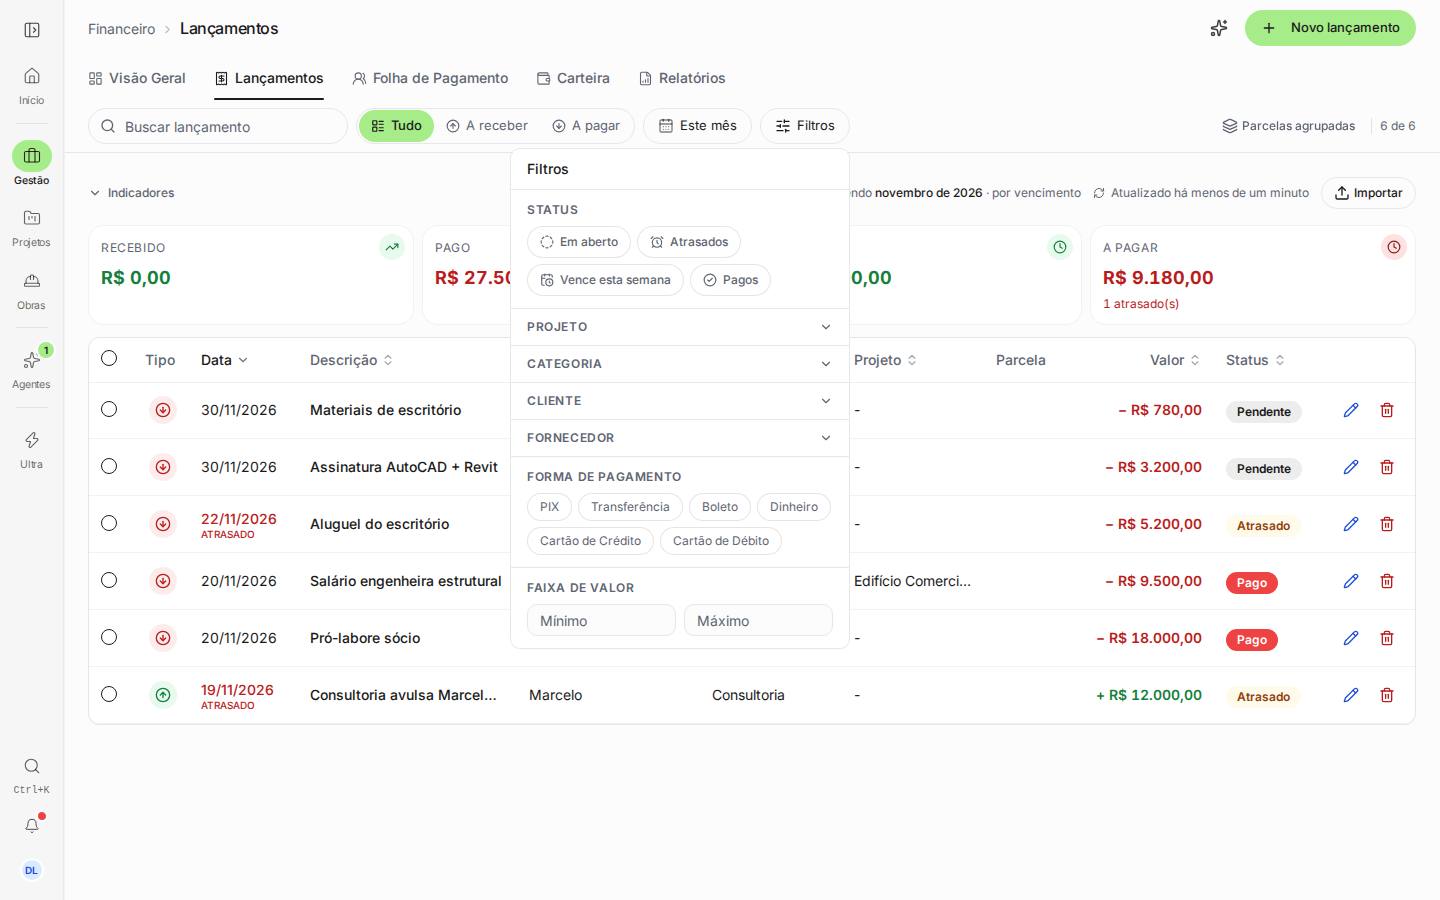 Financeiro > Lançamentos
Novo lançamento
Início
Gestão
Projetos
Obras
1
Agentes
Ultra
Ctrl+K
DL
Visão Geral Lançamentos Folha de Pagamento Carteira Relatórios
Buscar lançamento Tudo A receber A pagar Este mês Filtros Parcelas agrupadas 6 de 6
Filtros
STATUS
Em aberto Atrasados
Vence esta semana Pagos
PROJETO
CATEGORIA
CLIENTE
FORNECEDOR
FORMA DE PAGAMENTO
PIX Transferência Boleto Dinheiro
Cartão de Crédito Cartão de Débito
FAIXA DE VALOR
Mínimo Máximo
Indicadores novembro de 2026 · por vencimento Atualizado há menos de um minuto Importar
RECEBIDO PAGO A PAGAR
R$ 0,00 R$ 27.50 0,00 R$ 9.180,00
1 atrasado(s)
Tipo Data Descrição Projeto Parcela Valor Status
30/11/2026 Materiais de escritório - – R$ 780,00 Pendente
30/11/2026 Assinatura AutoCAD + Revit - – R$ 3.200,00 Pendente
22/11/2026 Aluguel do escritório - – R$ 5.200,00 Atrasado
ATRASADO
20/11/2026 Salário engenheira estrutural Edifício Comerci... – R$ 9.500,00 Pago
20/11/2026 Pró-labore sócio - – R$ 18.000,00 Pago
19/11/2026 Consultoria avulsa Marcel... Marcelo Consultoria - + R$ 12.000,00 Atrasado
ATRASADO